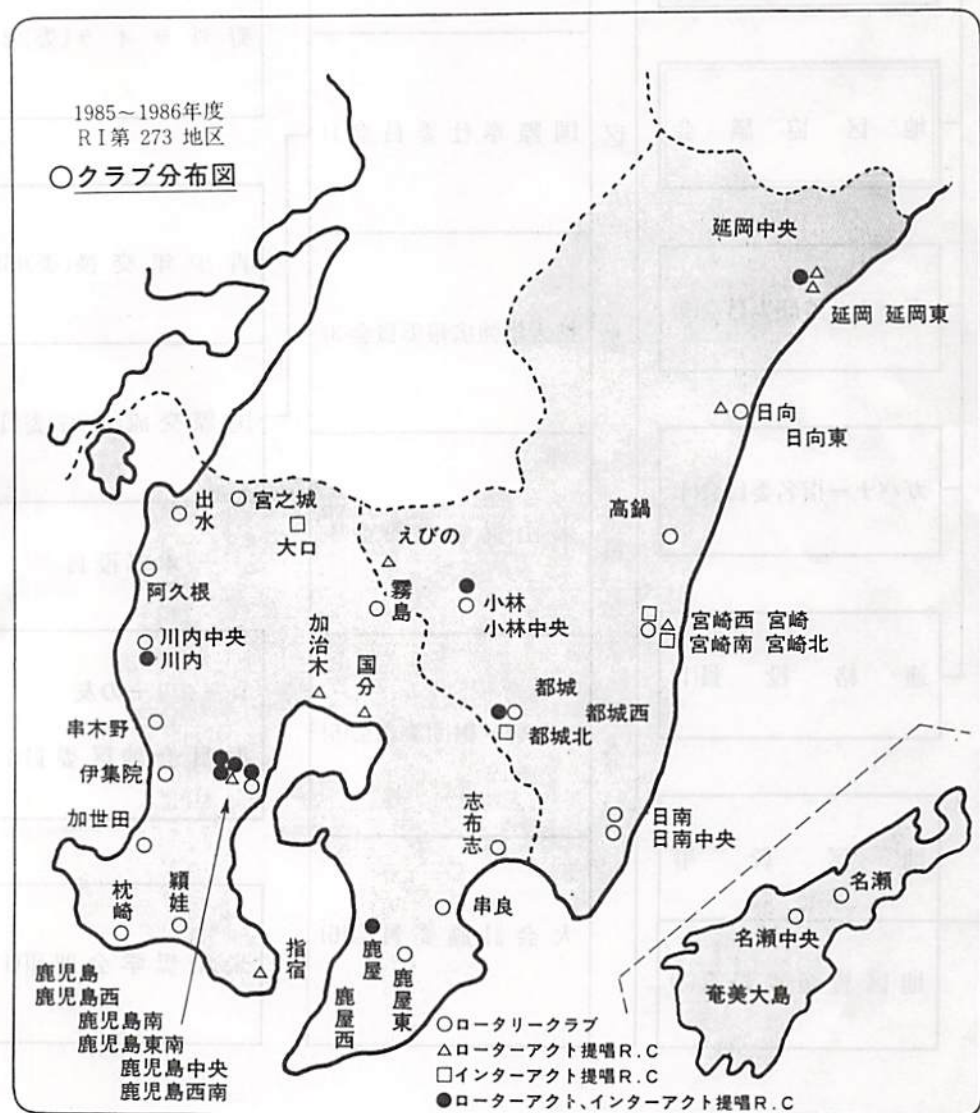 1985～1986年度
RI第 273 地区
○クラブ分布図
延岡中央
延岡 延岡東
日向
日向東
高鍋
出水
宮之城
大口
えびの
阿久根
霧島
小林
小林中央
宮崎西 宮崎
宮崎南 宮崎北
川内中央
川内
加治木
国分
都城
都城西
都城北
串木野
伊集院
加世田
志布志
日南
日南中央
枕崎
頴娃
指宿
串良
鹿屋
鹿屋東
鹿屋西
名瀬
名瀬中央
奄美大島
鹿児島
鹿児島西
鹿児島南
鹿児島東南
鹿児島中央
鹿児島西南
○ロータリークラブ
△ローターアクト提唱R.C
□インターアクト提唱R.C
●ローターアクト、インターアクト提唱R.C